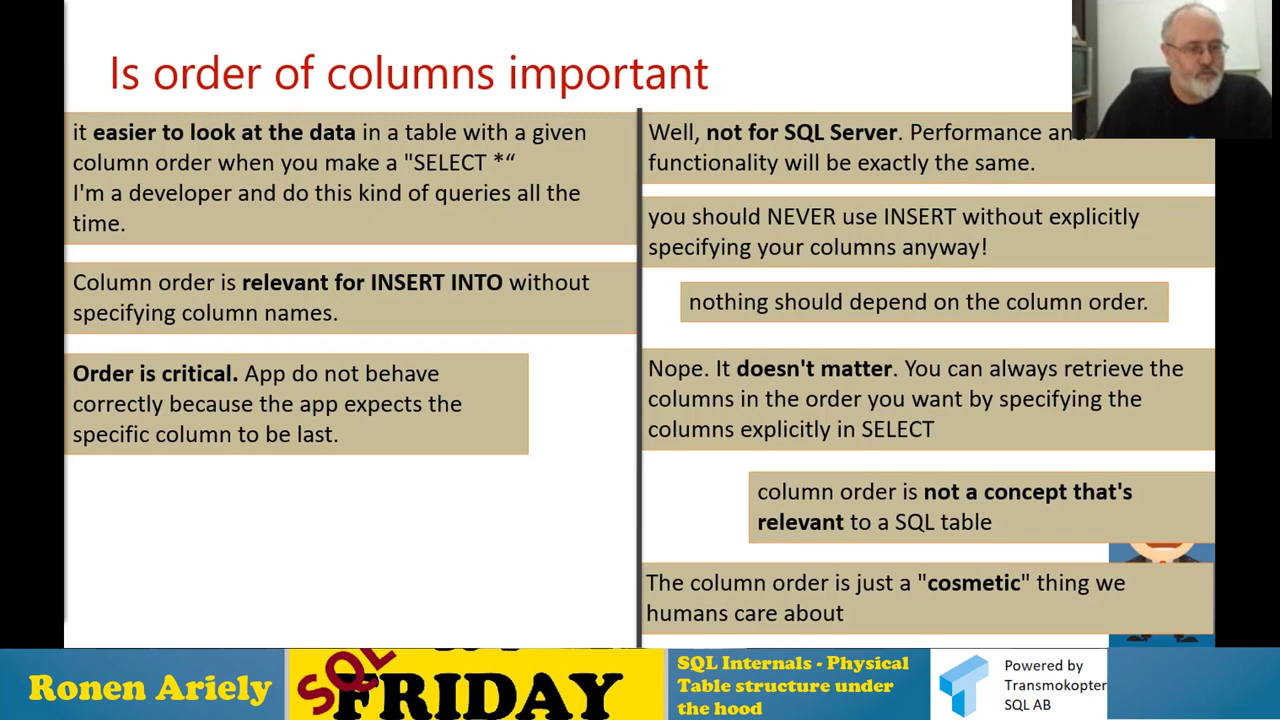 Is order of columns important
it easier to look at the data in a table with a given
column order when you make a "SELECT *“
I'm a developer and do this kind of queries all the
time.
Column order is relevant for INSERT INTO without
specifying column names.
Order is critical. App do not behave
correctly because the app expects the
specific column to be last.
Well, not for SQL Server. Performance and
functionality will be exactly the same.
you should NEVER use INSERT without explicitly
specifying your columns anyway!
nothing should depend on the column order.
Nope. It doesn't matter. You can always retrieve the
columns in the order you want by specifying the
columns explicitly in SELECT
column order is not a concept that's
relevant to a SQL table
The column order is just a "cosmetic" thing we
humans care about
Ronen Ariely
SQL
FRIDAY
SQL Internals - Physical
Table structure under
the hood
Powered by
Transmokopter
SQL AB